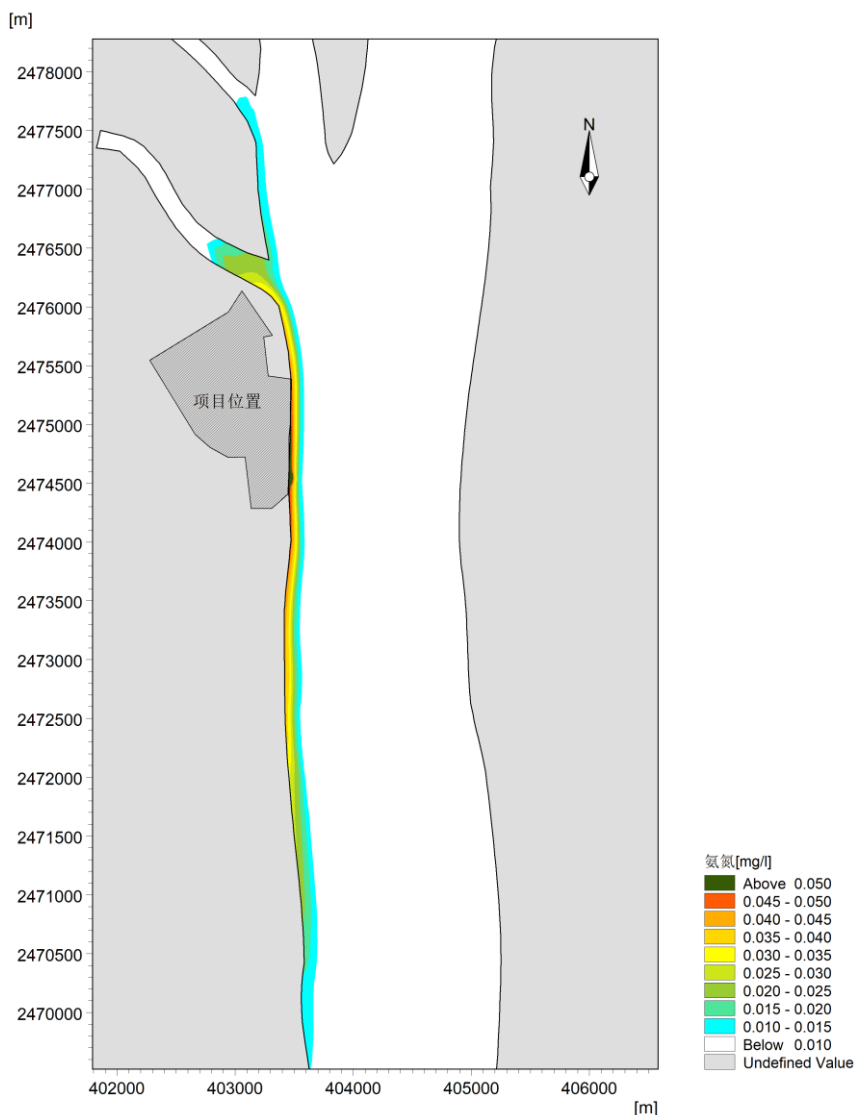 [m]
2478000
2477500
2477000
2476500
2476000
2475500
2475000
2474500
2474000
2473500
2473000
2472500
2472000
2471500
2471000
2470500
2470000
N
项目位置
402000 403000 404000 405000 406000
[m]
氨氮[mg/l]
Above 0.050
0.045 - 0.050
0.040 - 0.045
0.035 - 0.040
0.030 - 0.035
0.025 - 0.030
0.020 - 0.025
0.015 - 0.020
0.010 - 0.015
Below 0.010
Undefined Value